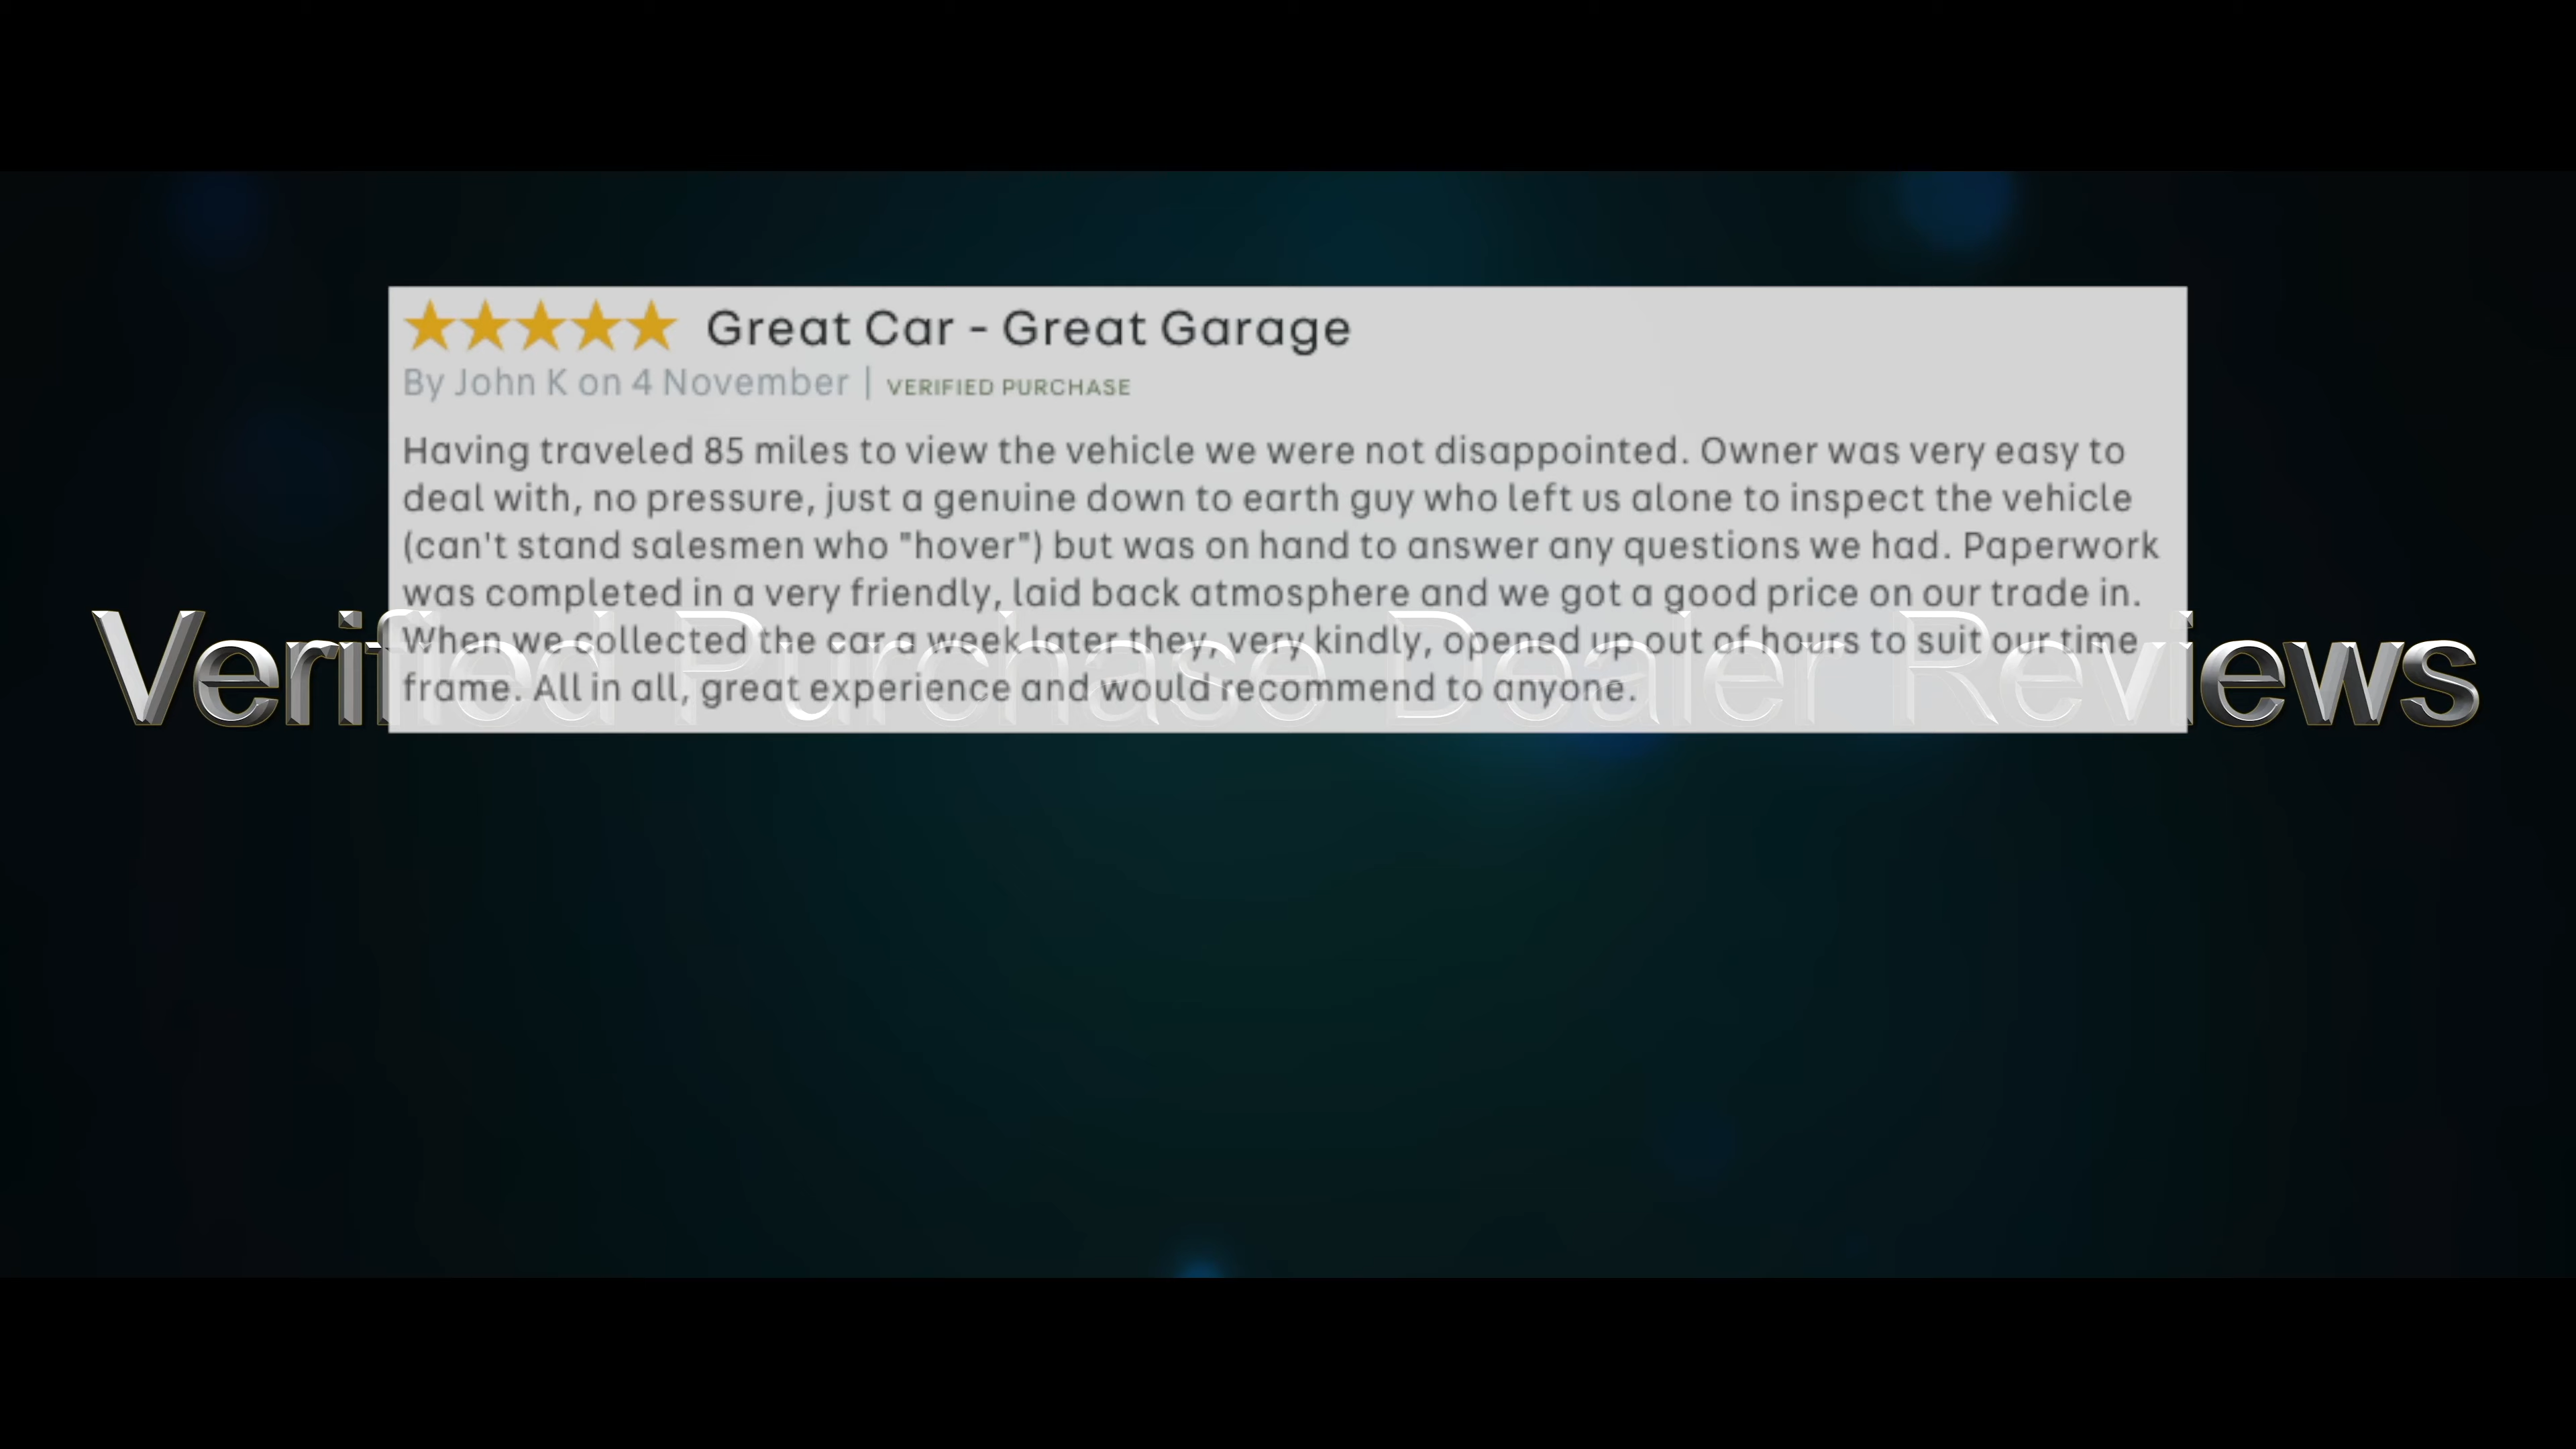 Great Car - Great Garage
By John K on 4 November | VERIFIED PURCHASE
Having traveled 85 miles to view the vehicle we were not disappointed. Owner was very easy to
deal with, no pressure, just a genuine down to earth guy who left us alone to inspect the vehicle
(can't stand salesmen who "hover") but was on hand to answer any questions we had. Paperwork
was completed in a very friendly, laid back atmosphere and we got a good price on our trade in.
When we collected the car a week later they, very kindly, opened up out of hours to suit our time
frame. All in all, great experience and would recommend to anyone.
Verified Purchase Dealer Reviews